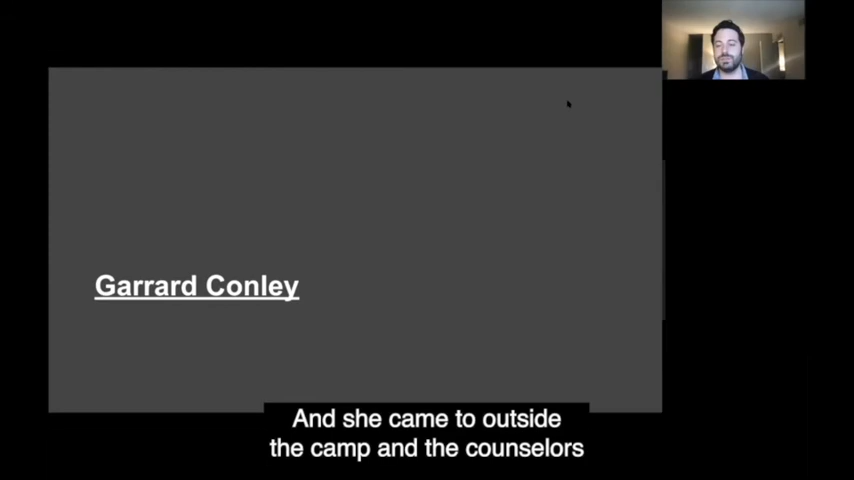 Garrard Conley
And she came to outside
the camp and the counselors